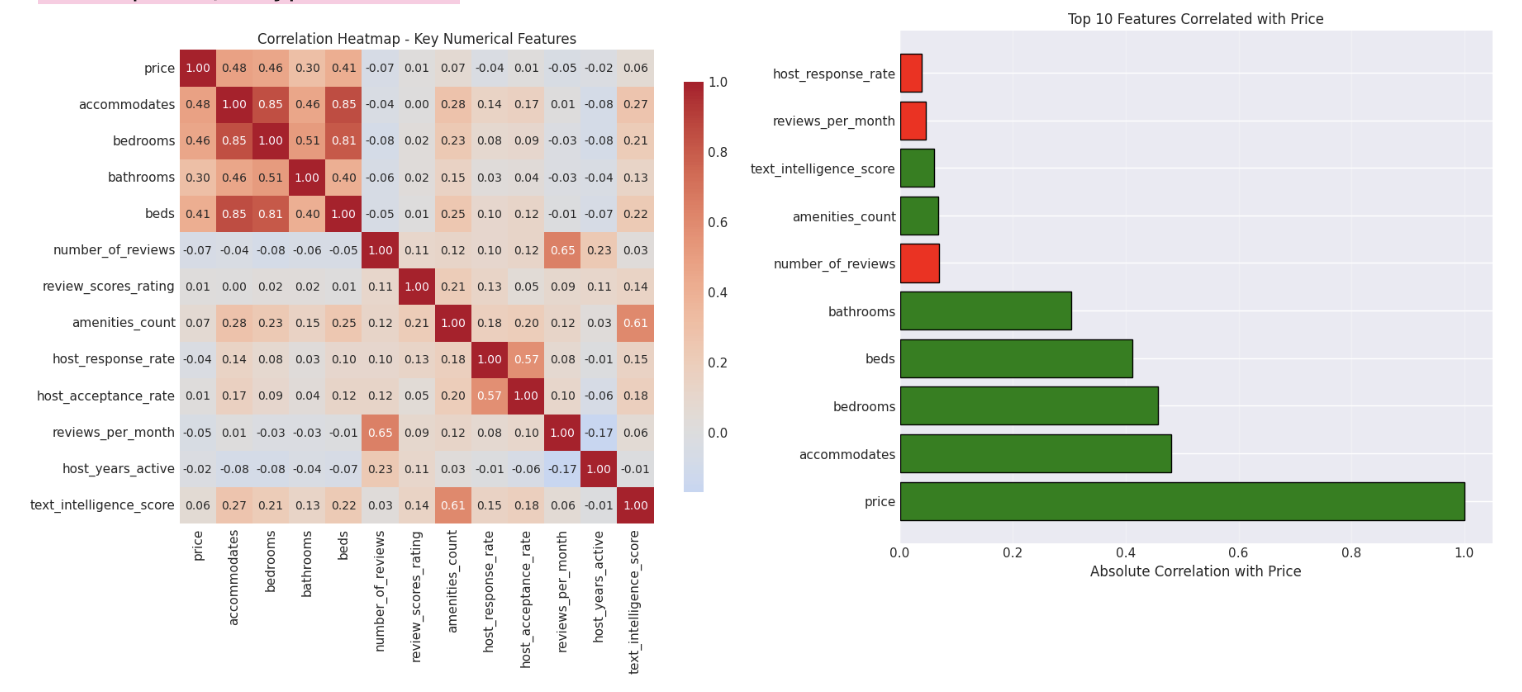 Correlation Heatmap - Key Numerical Features
price 1.00 0.48 0.46 0.30 0.41 -0.07 0.01 0.07 -0.04 0.01 -0.05 -0.02 0.06
accommodates 0.48 1.00 0.85 0.46 0.85 -0.04 0.00 0.28 0.14 0.17 0.01 -0.08 0.27
bedrooms 0.46 0.85 1.00 0.51 0.81 -0.08 0.02 0.23 0.08 0.09 -0.03 -0.08 0.21
bathrooms 0.30 0.46 0.51 1.00 0.40 -0.06 0.02 0.15 0.03 0.04 -0.03 -0.04 0.13
beds 0.41 0.85 0.81 0.40 1.00 -0.05 0.01 0.25 0.10 0.12 -0.01 -0.07 0.22
number_of_reviews -0.07 -0.04 -0.08 -0.06 -0.05 1.00 0.11 0.12 0.10 0.12 0.65 0.23 0.03
review_scores_rating 0.01 0.00 0.02 0.02 0.01 0.11 1.00 0.21 0.13 0.05 0.09 0.11 0.14
amenities_count 0.07 0.28 0.23 0.15 0.25 0.12 0.21 1.00 0.18 0.20 0.12 0.03 0.61
host_response_rate -0.04 0.14 0.08 0.03 0.10 0.10 0.13 0.18 1.00 0.57 0.08 -0.01 0.15
host_acceptance_rate 0.01 0.17 0.09 0.04 0.12 0.12 0.05 0.20 0.57 1.00 0.10 -0.06 0.18
reviews_per_month -0.05 0.01 -0.03 -0.03 -0.01 0.65 0.09 0.12 0.08 0.10 1.00 -0.17 0.06
host_years_active -0.02 -0.08 -0.08 -0.04 -0.07 0.23 0.11 0.03 -0.01 -0.06 -0.17 1.00 -0.01
text_intelligence_score 0.06 0.27 0.21 0.13 0.22 0.03 0.14 0.61 0.15 0.18 0.06 -0.01 1.00
price
accommodates
bedrooms
bathrooms
beds
number_of_reviews
review_scores_rating
amenities_count
host_response_rate
host_acceptance_rate
reviews_per_month
host_years_active
text_intelligence_score
1.0
0.8
0.6
0.4
0.2
0.0
Top 10 Features Correlated with Price
host_response_rate
reviews_per_month
text_intelligence_score
amenities_count
number_of_reviews
bathrooms
beds
bedrooms
accommodates
price
0.0 0.2 0.4 0.6 0.8 1.0
Absolute Correlation with Price